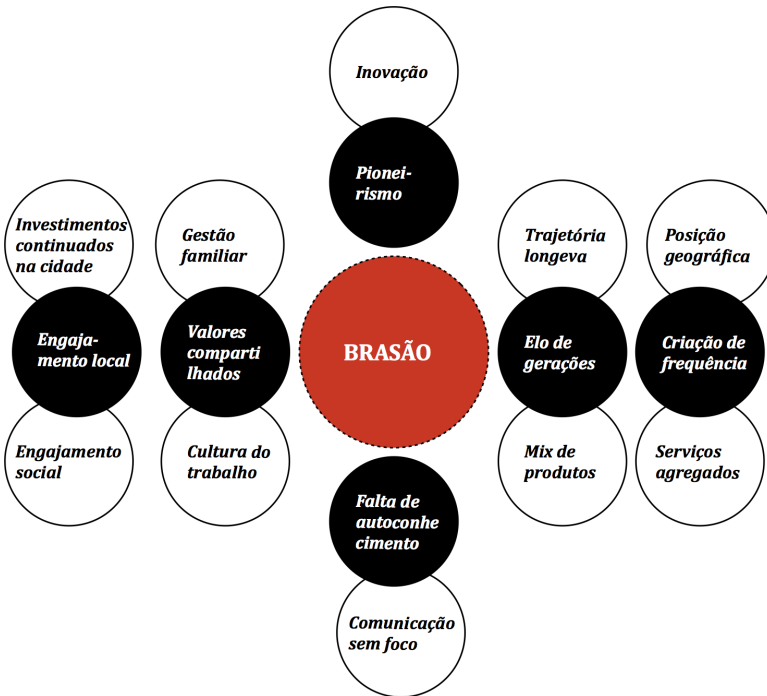 Inovação
Pionei-
rismo
Investimentos
continuados
na cidade
Gestão
familiar
Trajetória
longeva
Posição
geográfica
Engaja-
mento local
Valores
comparti
lhados
BRASÃO
Elo de
gerações
Criação de
frequência
Engajamento
social
Cultura do
trabalho
Mix de
produtos
Serviços
agregados
Falta de
autoconhe
cimento
Comunicação
sem foco